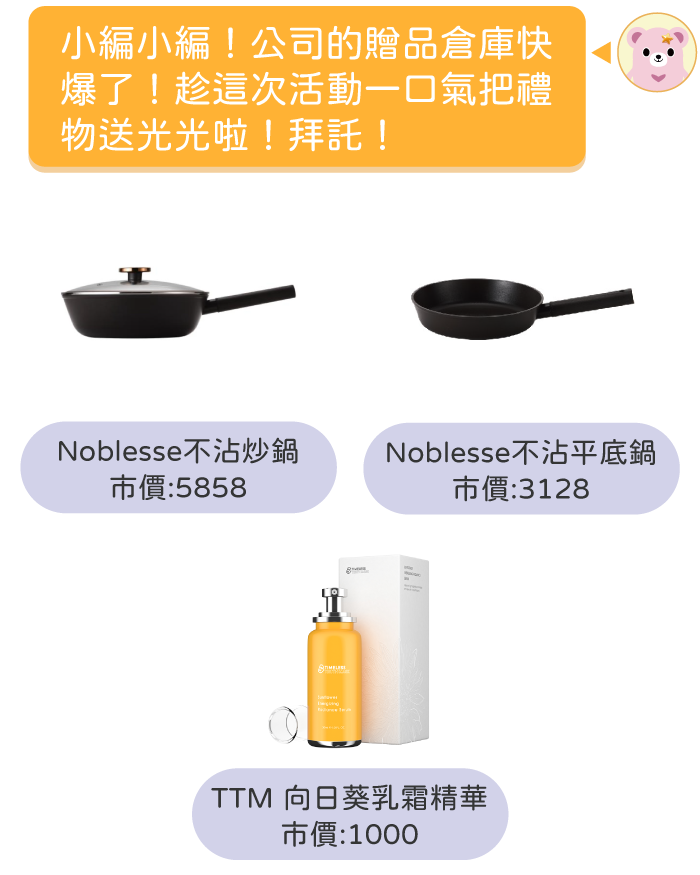 小編小編！公司的贈品倉庫快
爆了！趁這次活動一口氣把禮
物送光光啦！拜託！
Noblesse不沾炒鍋
市價:5858
Noblesse不沾平底鍋
市價:3128
TIMELESS
TTM 向日葵乳霜精華
市價:1000